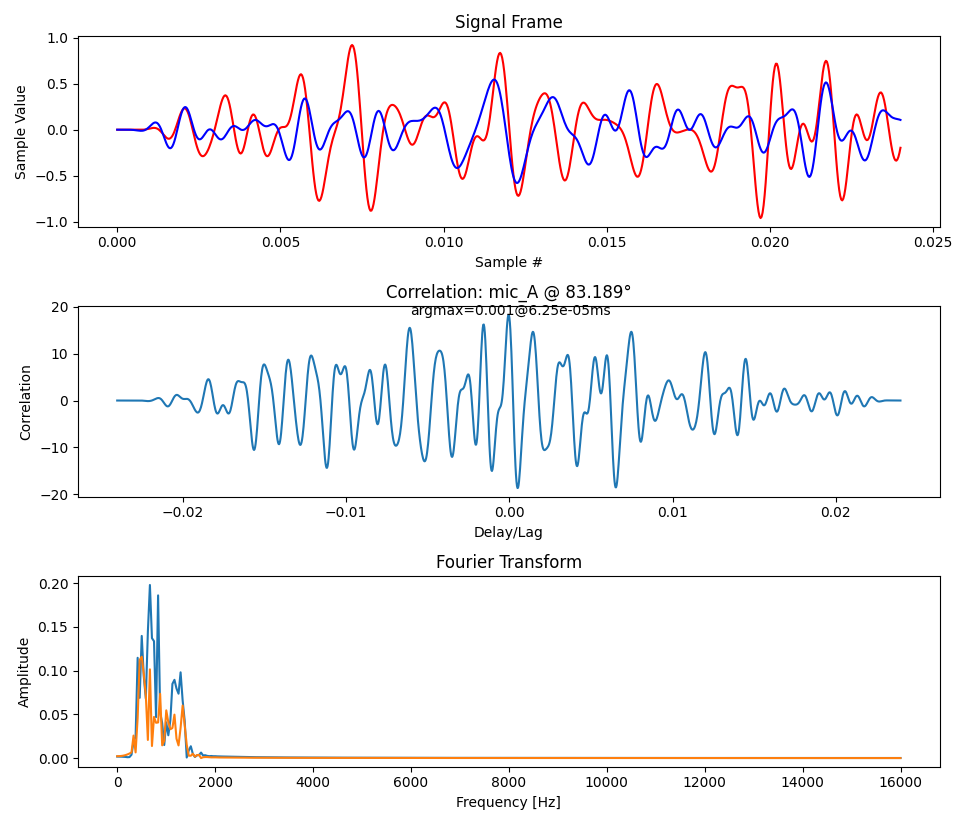 Signal Frame
1.0
0.5
0.0
−0.5
−1.0
Sample Value
0.000 0.005 0.010 0.015 0.020 0.025
Sample #
Correlation: mic_A @ 83.189°
argmax=0.001@6.25e-05ms
20
10
0
−10
−20
Correlation
−0.02 −0.01 0.00 0.01 0.02
Delay/Lag
Fourier Transform
0.20
0.15
0.10
0.05
0.00
Amplitude
0 2000 4000 6000 8000 10000 12000 14000 16000
Frequency [Hz]